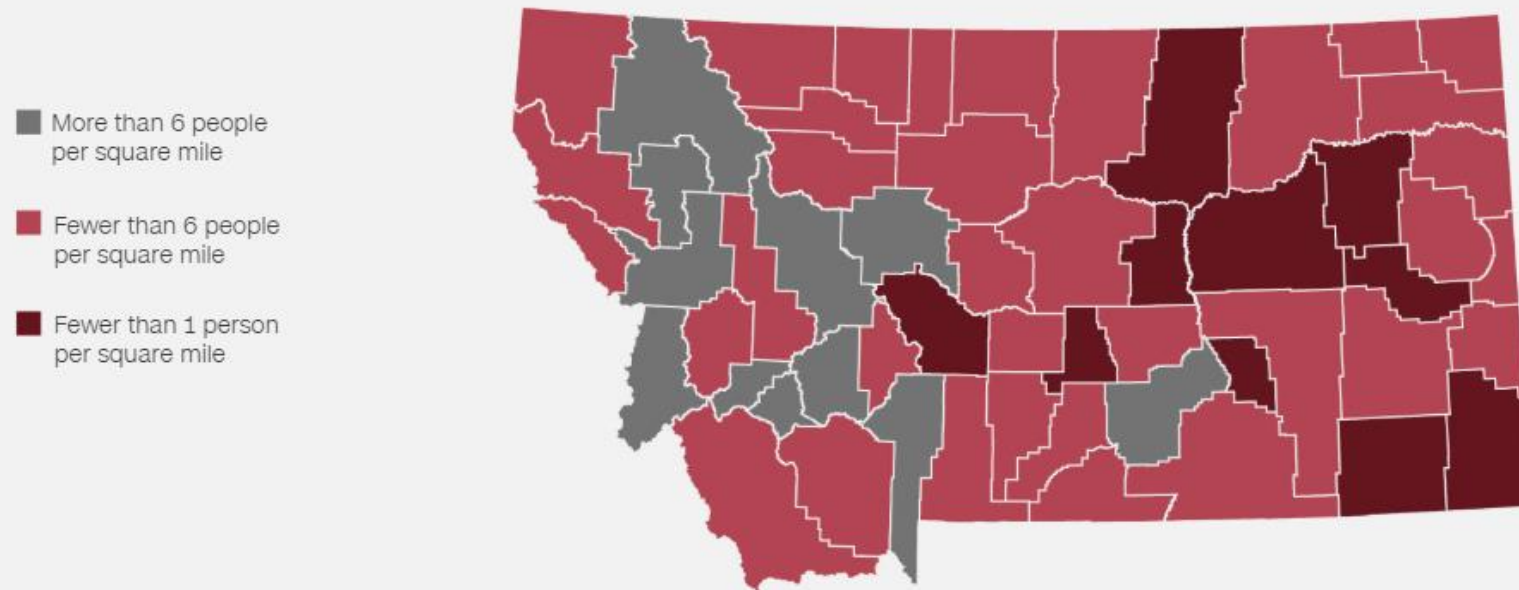 More than 6 people
per square mile
Fewer than 6 people
per square mile
Fewer than 1 person
per square mile